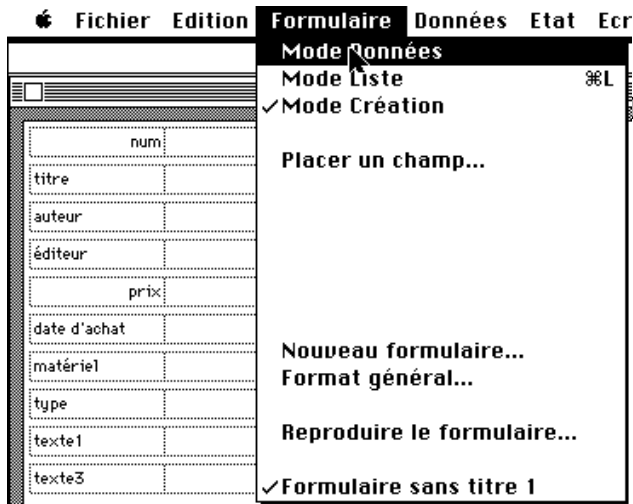 Fichier Edition Formulaire Données Etat Ecr
Mode Données
Mode Liste ⌘L
✓Mode Création
Placer un champ...
Nouveau formulaire...
Format général...
Reproduire le formulaire...
✓Formulaire sans titre 1
num
titre
auteur
éditeur
prix
date d'achat
matériel
type
texte1
texte3